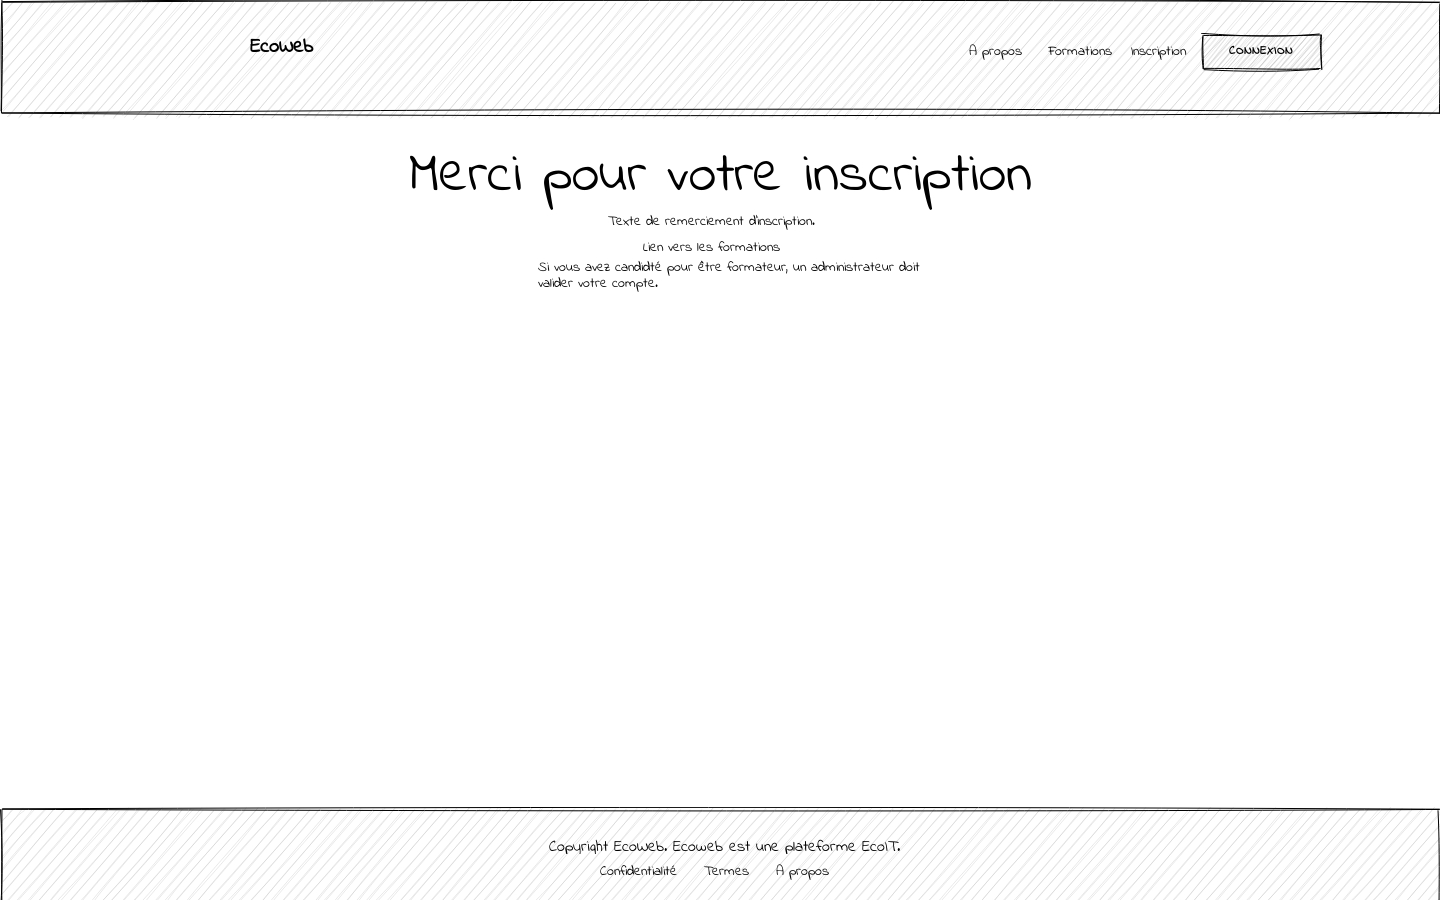 Ecoweb
À propos Formations Inscription CONNEXION
Merci pour votre inscription
Texte de remerciement d'inscription.
Lien vers les formations
Si vous avez candidté pour être formateur, un administrateur doit
valider votre compte.
Copyright Ecoweb. Ecoweb est une plateforme EcoIT.
Confidentialité Termes A propos